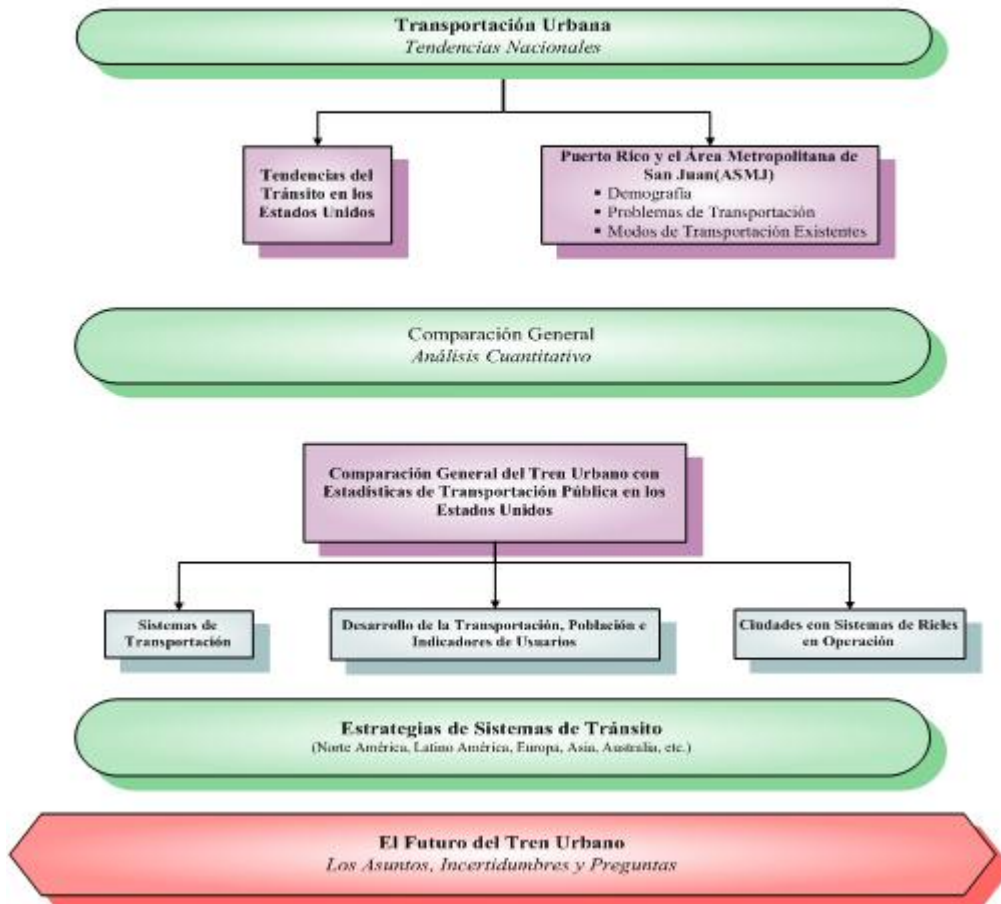 Transportación Urbana
Tendencias Nacionales
Tendencias del
Tránsito en los
Estados Unidos
Puerto Rico y el Área Metropolitana de
San Juan(ASMJ)
▪ Demografía
▪ Problemas de Transportación
▪ Modos de Transportación Existentes
Comparación General
Análisis Cuantitativo
Comparación General del Tren Urbano con
Estadísticas de Transportación Pública en los
Estados Unidos
Sistemas de
Transportación
Desarrollo de la Transportación, Población e
Indicadores de Usuarios
Ciudades con Sistemas de Rieles
en Operación
Estrategias de Sistemas de Tránsito
(Norte América, Latino América, Europa, Asia, Australia, etc.)
El Futuro del Tren Urbano
Los Asuntos, Incertidumbres y Preguntas